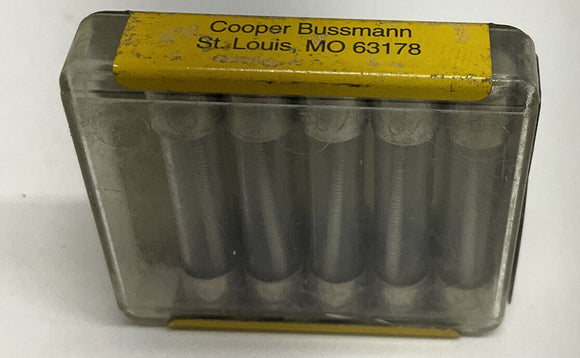 Cooper Bussmann
St. Louis, MO 63178